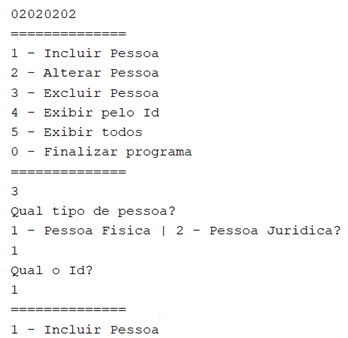 02020202
==============
1 - Incluir Pessoa
2 - Alterar Pessoa
3 - Excluir Pessoa
4 - Exibir pelo Id
5 - Exibir todos
0 - Finalizar programa
==============
3
Qual tipo de pessoa?
1 - Pessoa Fisica | 2 - Pessoa Juridica?
1
Qual o Id?
1
==============
1 - Incluir Pessoa